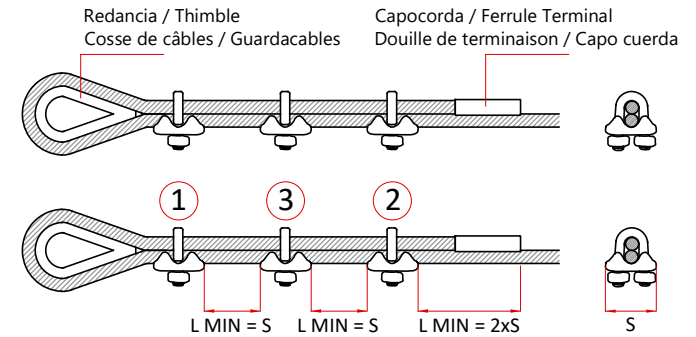 Redancia / Thimble
Cosse de câbles / Guardacables
Capocorda / Ferrule Terminal
Douille de terminaison / Capo cuerda
1
3
2
L MIN = S
L MIN = S
L MIN = 2xS
S